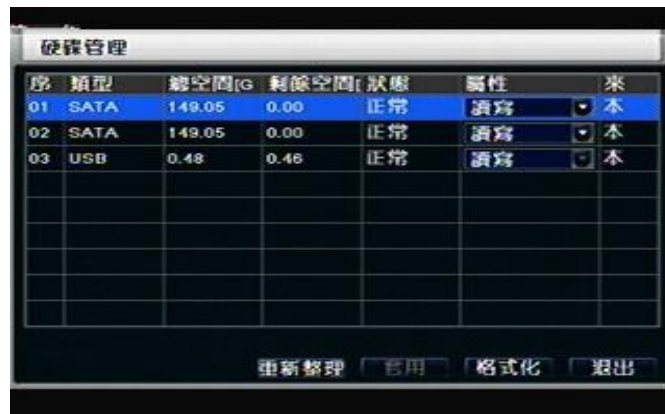 硬碟管理
序 類型 總空間[G 剩餘空間[ 狀態 屬性 來
01 SATA 149.05 0.00 正常 讀寫 本
02 SATA 149.05 0.00 正常 讀寫 本
03 USB 0.48 0.46 正常 讀寫 本
重新整理 套用 格式化 退出